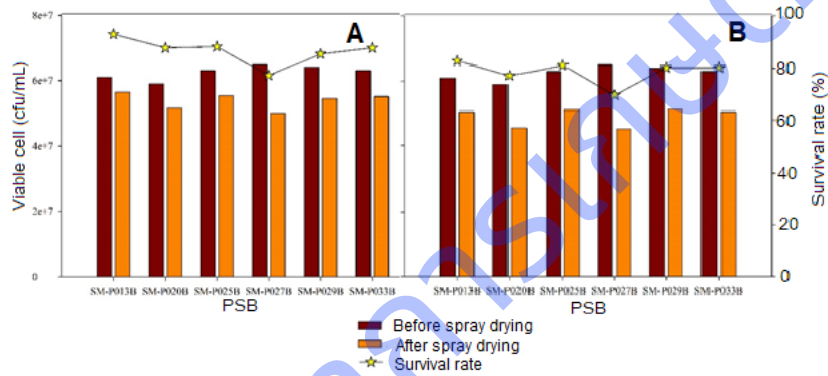 A
B
8e+7
6e+7
4e+7
2e+7
0
Viable cell (cfu/mL)
100
80
60
40
20
0
Survival rate (%)
SM-P013B SM-P020B SM-P025B SM-P027B SM-P029B SM-P033B
SM-P013B SM-P020B SM-P025B SM-P027B SM-P029B SM-P033B
PSB
PSB
Before spray drying
After spray drying
Survival rate